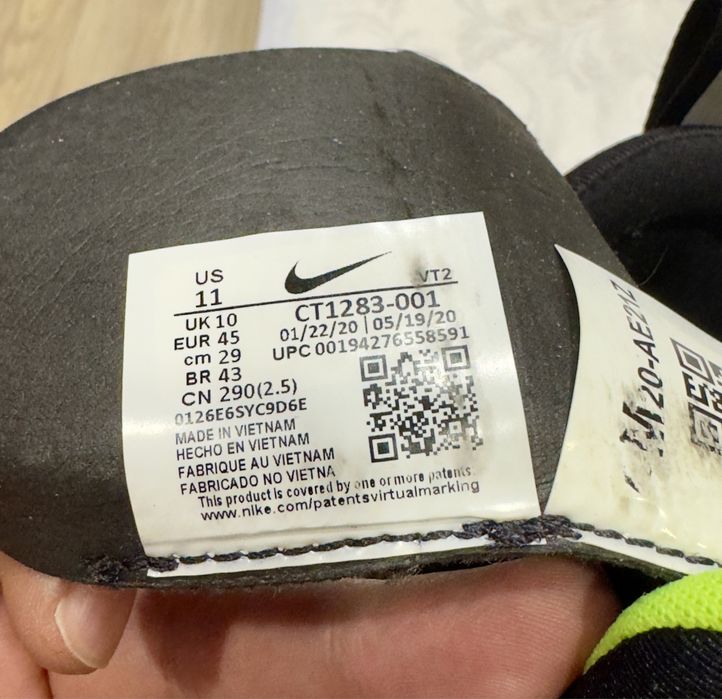 US
11
VT2
CT1283-001
UK 10
01/22/20 | 05/19/20
EUR 45
UPC 00194276558591
cm 29
BR 43
CN 290(2.5)
0126E6SYC9D6E
MADE IN VIETNAM
HECHO EN VIETNAM
FABRIQUE AU VIETNAM
FABRICADO NO VIETNA
This product is covered by one or more patents.
www.nike.com/patentsvirtualmarking
20-AE21Z